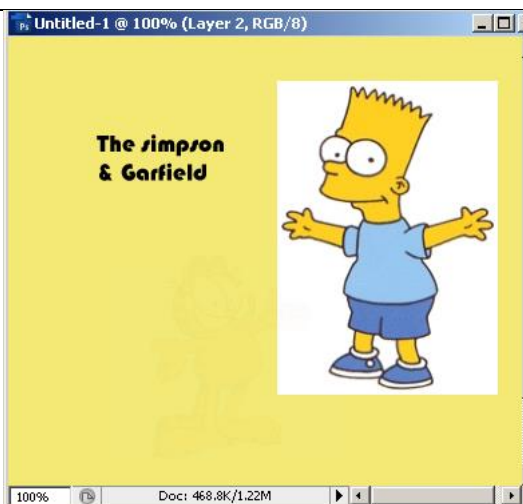 Untitled-1 @ 100% (Layer 2, RGB/8)
The simpson
& Garfield
100%
Doc: 468.8K/1.22M